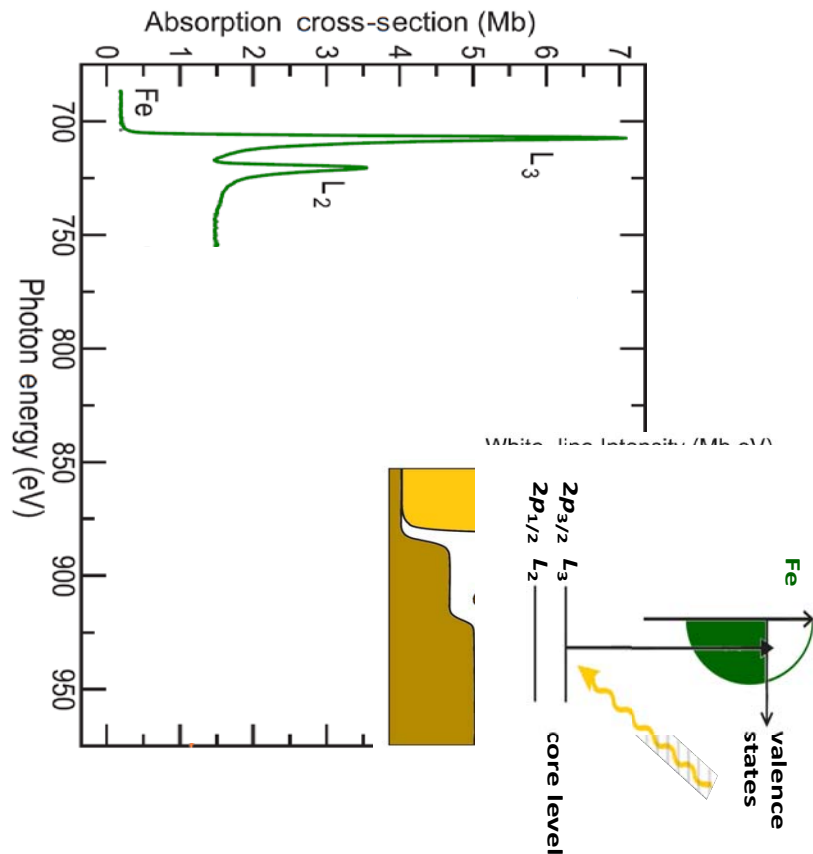 Absorption cross-section (Mb)
0 1 2 3 4 5 6 7
Fe
L3
L2
700
750
800
850
900
950
Photon energy (eV)
2p3/2 L3
2p1/2 L2
Fe
core level
valence
states